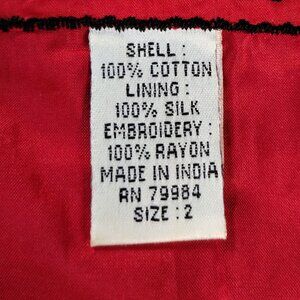 SHELL :
100% COTTON
LINING :
100% SILK
EMBROIDERY :
100% RAYON
MADE IN INDIA
RN 79984
SIZE : 2